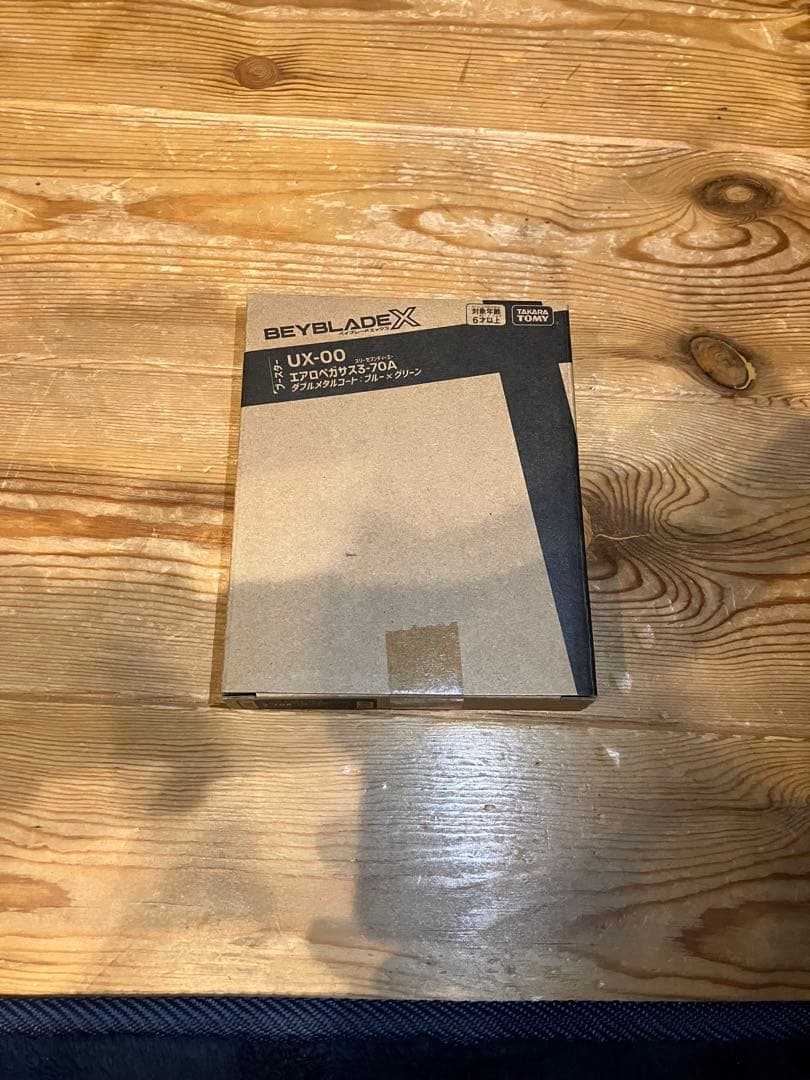 BEYBLADE X
ベイブレードエックス
対象年齢
6才以上
TAKARA
TOMY
ブースター
UX-00
スリーセブンティーエー
エアロペガサス3-70A
ダブルメタルコート：ブルー×グリーン